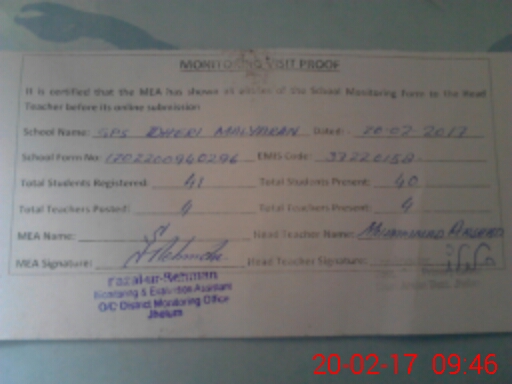 MONITORING VISIT PROOF
It is certified that the MEA has shown all entries of the School Monitoring Form to the Head
Teacher before its online submission
School Name: GPS DHERI MALYARAN Dated: 20-02-2017
School Form No: 1702200940296 EMIS Code: 37220152
Total Students Registered: 41 Total Students Present: 40
Total Teachers Posted: 4 Total Teachers Present: 4
MEA Name: Head Teacher Name: MUHAMMAD ARSHAD
MEA Signature: Head Teacher Signature:
Fazal-ur-Rehman
Monitoring & Evaluation Assistant
O/O District Monitoring Office
Jhelum
20-02-17 09:46